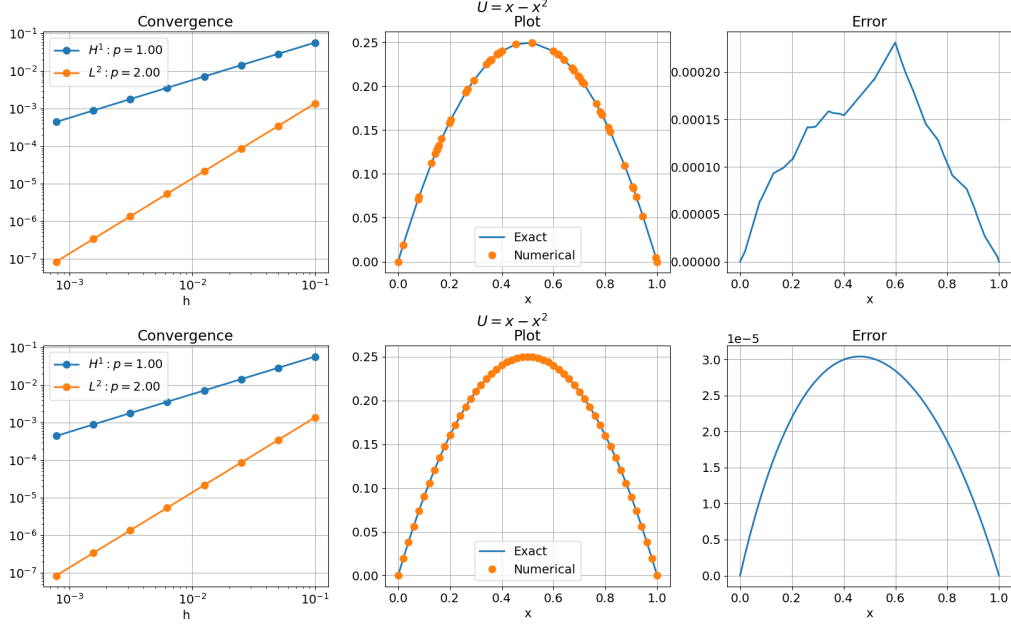 U = x − x²
Convergence
Plot
Error
10⁻¹
10⁻²
10⁻³
10⁻⁴
10⁻⁵
10⁻⁶
10⁻⁷
H¹ : p = 1.00
L² : p = 2.00
10⁻³ 10⁻² 10⁻¹
h
0.25
0.20
0.15
0.10
0.05
0.00
Exact
Numerical
0.0 0.2 0.4 0.6 0.8 1.0
x
0.00020
0.00015
0.00010
0.00005
0.00000
0.0 0.2 0.4 0.6 0.8 1.0
x
U = x − x²
Convergence
Plot
Error
10⁻¹
10⁻²
10⁻³
10⁻⁴
10⁻⁵
10⁻⁶
10⁻⁷
H¹ : p = 1.00
L² : p = 2.00
10⁻³ 10⁻² 10⁻¹
h
0.25
0.20
0.15
0.10
0.05
0.00
Exact
Numerical
0.0 0.2 0.4 0.6 0.8 1.0
x
1e−5
3.0
2.5
2.0
1.5
1.0
0.5
0.0
0.0 0.2 0.4 0.6 0.8 1.0
x